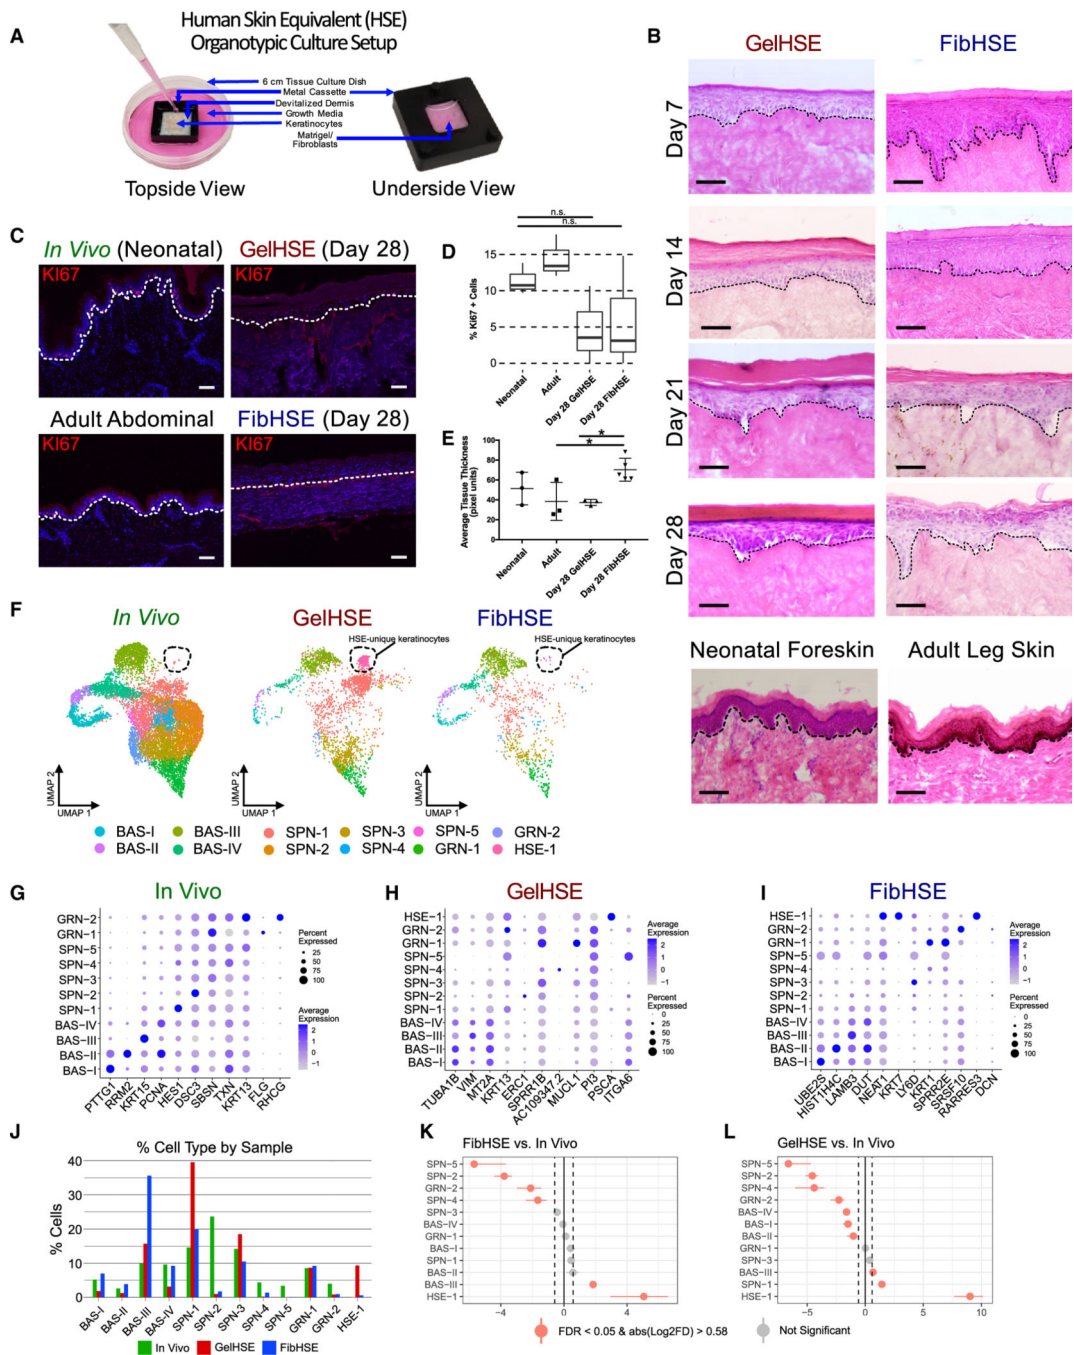 A
Human Skin Equivalent (HSE)
Organotypic Culture Setup
6 cm Tissue Culture Dish
Metal Cassette
Devitalized Dermis
Growth Media
Keratinocytes
Matrigel/
Fibroblasts
Topside View
Underside View
B
GelHSE
FibHSE
Day 7
Day 14
Day 21
Day 28
Neonatal Foreskin
Adult Leg Skin
C
In Vivo (Neonatal)
GelHSE (Day 28)
KI67
KI67
Adult Abdominal
FibHSE (Day 28)
KI67
KI67
D
n.s.
n.s.
% Ki67 + Cells
15
10
5
0
Neonatal
Adult
Day 28 GelHSE
Day 28 FibHSE
E
*
*
Average Tissue Thickness
(pixel units)
100
80
60
40
20
0
Neonatal
Adult
Day 28 GelHSE
Day 28 FibHSE
F
In Vivo
GelHSE
FibHSE
HSE-unique keratinocytes
HSE-unique keratinocytes
UMAP 2
UMAP 1
UMAP 2
UMAP 1
UMAP 2
UMAP 1
BAS-I
BAS-III
SPN-1
SPN-3
SPN-5
GRN-2
BAS-II
BAS-IV
SPN-2
SPN-4
GRN-1
HSE-1
G
In Vivo
GRN-2
GRN-1
SPN-5
SPN-4
SPN-3
SPN-2
SPN-1
BAS-IV
BAS-III
BAS-II
BAS-I
PTTG1
RRM2
KRT15
PCNA
HES1
DSC3
SBSN
TXN
KRT13
FLG
RHCG
Percent
Expressed
25
50
75
100
Average
Expression
2
1
0
−1
H
GelHSE
HSE-1
GRN-2
GRN-1
SPN-5
SPN-4
SPN-3
SPN-2
SPN-1
BAS-IV
BAS-III
BAS-II
BAS-I
TUBA1B
VIM
MT2A
KRT13
ERC1
SPRR1B
AC109347.2
MUCL1
PI3
PSCA
ITGA6
Average
Expression
2
1
0
−1
Percent
Expressed
0
25
50
75
100
I
FibHSE
HSE-1
GRN-2
GRN-1
SPN-5
SPN-4
SPN-3
SPN-2
SPN-1
BAS-IV
BAS-III
BAS-II
BAS-I
UBE2S
HIST1H4C
LAMB3
DUT
NEAT1
KRT7
LY6D
KRT1
SPRR2E
SRSF10
RARRES3
DCN
Average
Expression
2
1
0
−1
Percent
Expressed
0
25
50
75
100
J
% Cell Type by Sample
% Cells
40
30
20
10
0
BAS-I
BAS-II
BAS-III
BAS-IV
SPN-1
SPN-2
SPN-3
SPN-4
SPN-5
GRN-1
GRN-2
HSE-1
In Vivo
GelHSE
FibHSE
K
FibHSE vs. In Vivo
SPN-5
SPN-2
GRN-2
SPN-4
SPN-3
BAS-IV
GRN-1
BAS-I
SPN-1
BAS-II
BAS-III
HSE-1
−4
0
4
L
GelHSE vs. In Vivo
SPN-5
SPN-2
SPN-4
GRN-2
BAS-IV
BAS-I
BAS-II
GRN-1
SPN-3
BAS-III
SPN-1
HSE-1
−5
0
5
10
FDR < 0.05 & abs(Log2FD) > 0.58
Not Significant